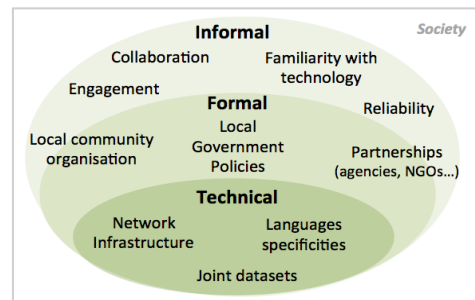 Society
Informal
Collaboration
Familiarity with
technology
Engagement
Reliability
Formal
Local
Government
Policies
Local community
organisation
Partnerships
(agencies, NGOs...)
Technical
Network
Infrastructure
Languages
specificities
Joint datasets